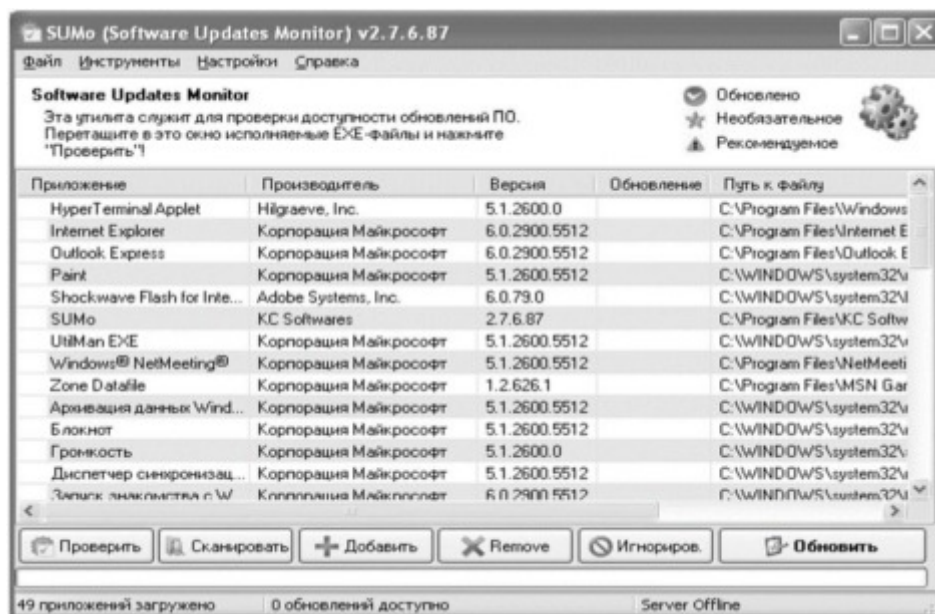 SUMo (Software Updates Monitor) v2.7.6.87
Файл Инструменты Настройки Справка
Software Updates Monitor
Эта утилита служит для проверки доступности обновлений ПО.
Перетащите в это окно исполняемые EXE-файлы и нажмите
"Проверить"!
Обновлено
Необязательное
Рекомендуемое
Приложение Производитель Версия Обновление Путь к файлу
HyperTerminal Applet Hilgraeve, Inc. 5.1.2600.0 C:\Program Files\Windows
Internet Explorer Корпорация Майкрософт 6.0.2900.5512 C:\Program Files\Internet E
Outlook Express Корпорация Майкрософт 6.0.2900.5512 C:\Program Files\Outlook E
Paint Корпорация Майкрософт 5.1.2600.5512 C:\WINDOWS\system32\
Shockwave Flash for Inte... Adobe Systems, Inc. 6.0.79.0 C:\WINDOWS\system32\
SUMo KC Softwares 2.7.6.87 C:\Program Files\KC Softw
UtilMan EXE Корпорация Майкрософт 5.1.2600.5512 C:\WINDOWS\system32\
Windows® NetMeeting® Корпорация Майкрософт 5.1.2600.5512 C:\Program Files\NetMeeti
Zone Datafile Корпорация Майкрософт 1.2.626.1 C:\Program Files\MSN Gar
Архивация данных Wind... Корпорация Майкрософт 5.1.2600.5512 C:\WINDOWS\system32\
Блокнот Корпорация Майкрософт 5.1.2600.5512 C:\WINDOWS\system32\
Громкость Корпорация Майкрософт 5.1.2600.0 C:\WINDOWS\system32\
Диспетчер синхронизац... Корпорация Майкрософт 5.1.2600.5512 C:\WINDOWS\system32\
Запуск знакомства с W... Корпорация Майкрософт 6.0.2900.5512 C:\WINDOWS\system32\
Проверить Сканировать Добавить Remove Игнориров. Обновить
49 приложений загружено 0 обновлений доступно Server Offline